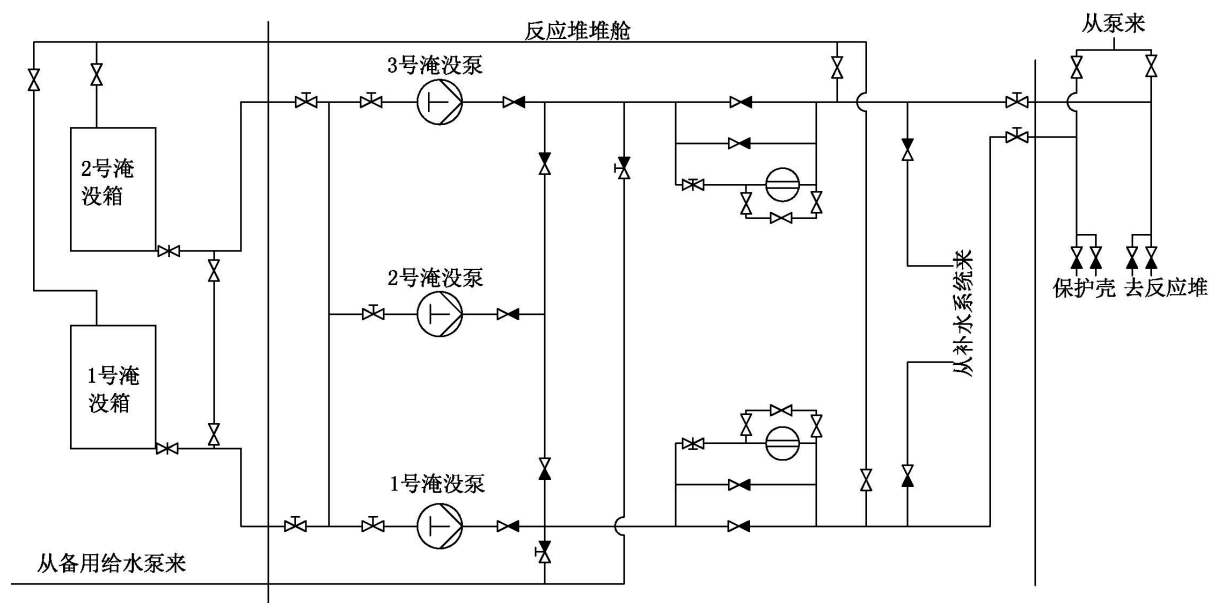 反应堆堆舱
从泵来
3号淹没泵
2号淹
没箱
2号淹没泵
从补水系统来
保护壳
去反应堆
1号淹
没箱
1号淹没泵
从备用给水泵来